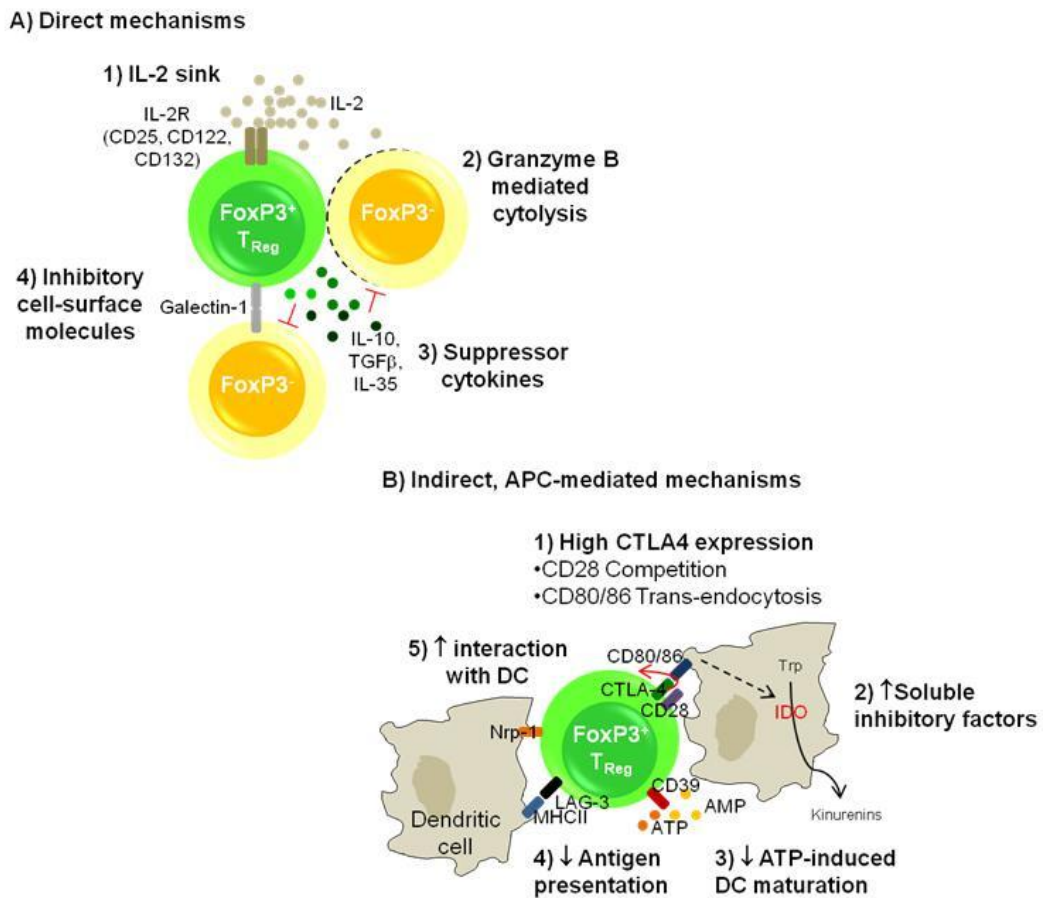 A) Direct mechanisms
1) IL-2 sink
IL-2
IL-2R
(CD25, CD122,
CD132)
FoxP3⁺
T_Reg
FoxP3⁻
2) Granzyme B
mediated
cytolysis
4) Inhibitory
cell-surface
molecules
Galectin-1
IL-10,
TGFβ,
IL-35
3) Suppressor
cytokines
FoxP3⁻
B) Indirect, APC-mediated mechanisms
1) High CTLA4 expression
•CD28 Competition
•CD80/86 Trans-endocytosis
5) ↑ interaction
with DC
CD80/86
CTLA-4
CD28
Trp
IDO
2) ↑Soluble
inhibitory factors
Nrp-1
FoxP3⁺
T_Reg
LAG-3
MHCII
CD39
AMP
ATP
Kinurenins
Dendritic
cell
4) ↓ Antigen
presentation
3) ↓ ATP-induced
DC maturation